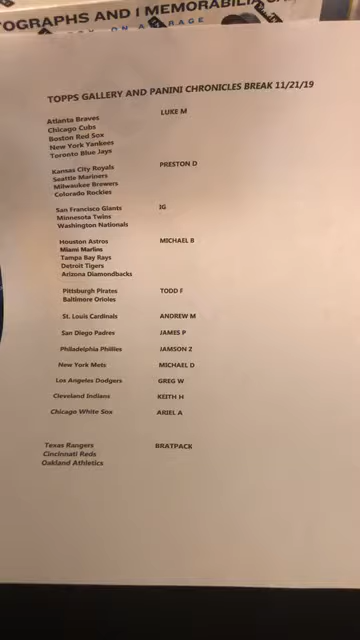 OGRAPHS AND MEMORABILI
ON A RAGE
TOPPS GALLERY AND PANINI CHRONICLES BREAK 11/21/19
Atlanta Braves LUKE M
Chicago Cubs
Boston Red Sox
New York Yankees
Toronto Blue Jays
Kansas City Royals PRESTON D
Seattle Mariners
Milwaukee Brewers
Colorado Rockies
San Francisco Giants IG
Minnesota Twins
Washington Nationals
Houston Astros MICHAEL B
Miami Marlins
Tampa Bay Rays
Detroit Tigers
Arizona Diamondbacks
Pittsburgh Pirates TODD F
Baltimore Orioles
St. Louis Cardinals ANDREW M
San Diego Padres JAMES P
Philadelphia Phillies JAMSON Z
New York Mets MICHAEL D
Los Angeles Dodgers GREG W
Cleveland Indians KEITH H
Chicago White Sox ARIEL A
Texas Rangers BRATPACK
Cincinnati Reds
Oakland Athletics